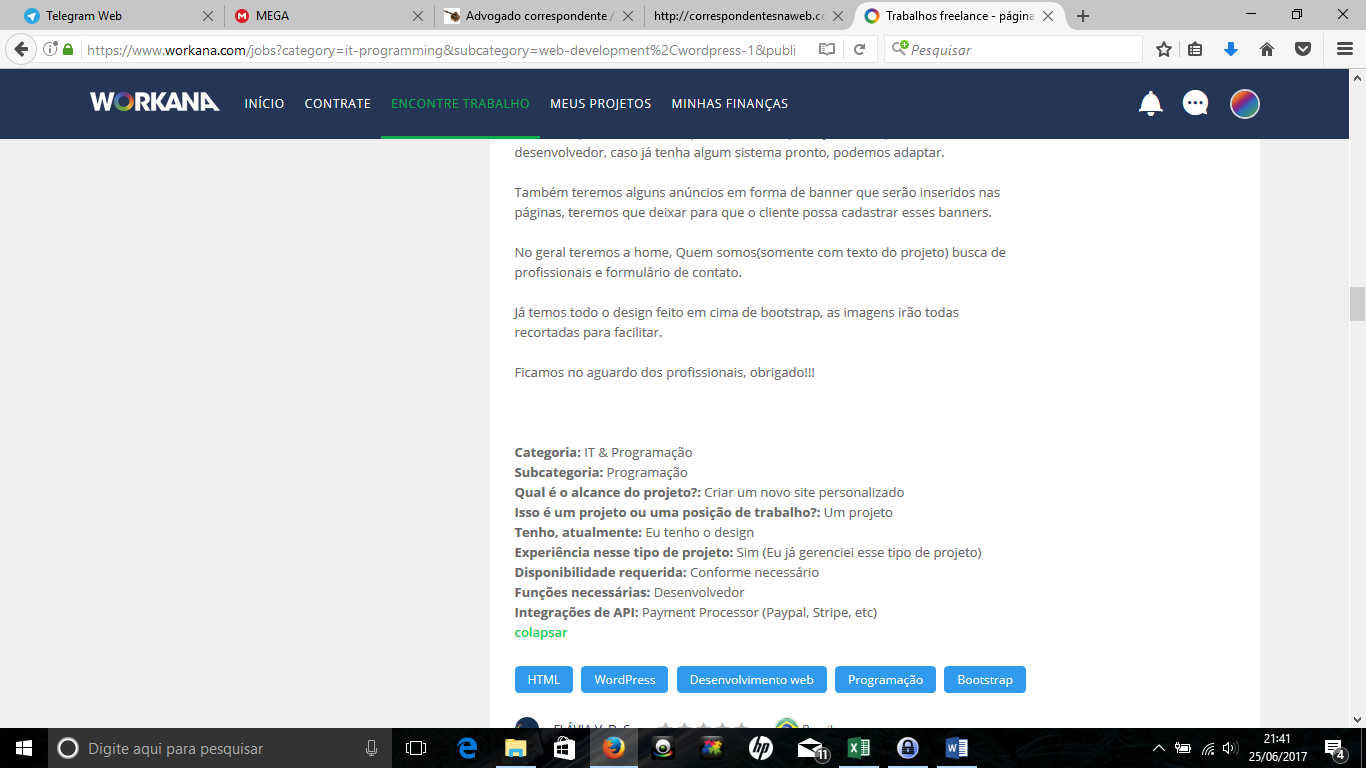 Telegram Web
MEGA
Advogado correspondente /
http://correspondentesnaweb.co
Trabalhos freelance - página
https://www.workana.com/jobs?category=it-programming&subcategory=web-development%2Cwordpress-1&publi
Pesquisar
WORKANA
INÍCIO
CONTRATE
ENCONTRE TRABALHO
MEUS PROJETOS
MINHAS FINANÇAS
desenvolvedor, caso já tenha algum sistema pronto, podemos adaptar.
Também teremos alguns anúncios em forma de banner que serão inseridos nas
páginas, teremos que deixar para que o cliente possa cadastrar esses banners.
No geral teremos a home, Quem somos(somente com texto do projeto) busca de
profissionais e formulário de contato.
Já temos todo o design feito em cima de bootstrap, as imagens irão todas
recortadas para facilitar.
Ficamos no aguardo dos profissionais, obrigado!!!
Categoria: IT & Programação
Subcategoria: Programação
Qual é o alcance do projeto?: Criar um novo site personalizado
Isso é um projeto ou uma posição de trabalho?: Um projeto
Tenho, atualmente: Eu tenho o design
Experiência nesse tipo de projeto: Sim (Eu já gerenciei esse tipo de projeto)
Disponibilidade requerida: Conforme necessário
Funções necessárias: Desenvolvedor
Integrações de API: Payment Processor (Paypal, Stripe, etc)
colapsar
HTML
WordPress
Desenvolvimento web
Programação
Bootstrap
Digite aqui para pesquisar
11
21:41
25/06/2017
4